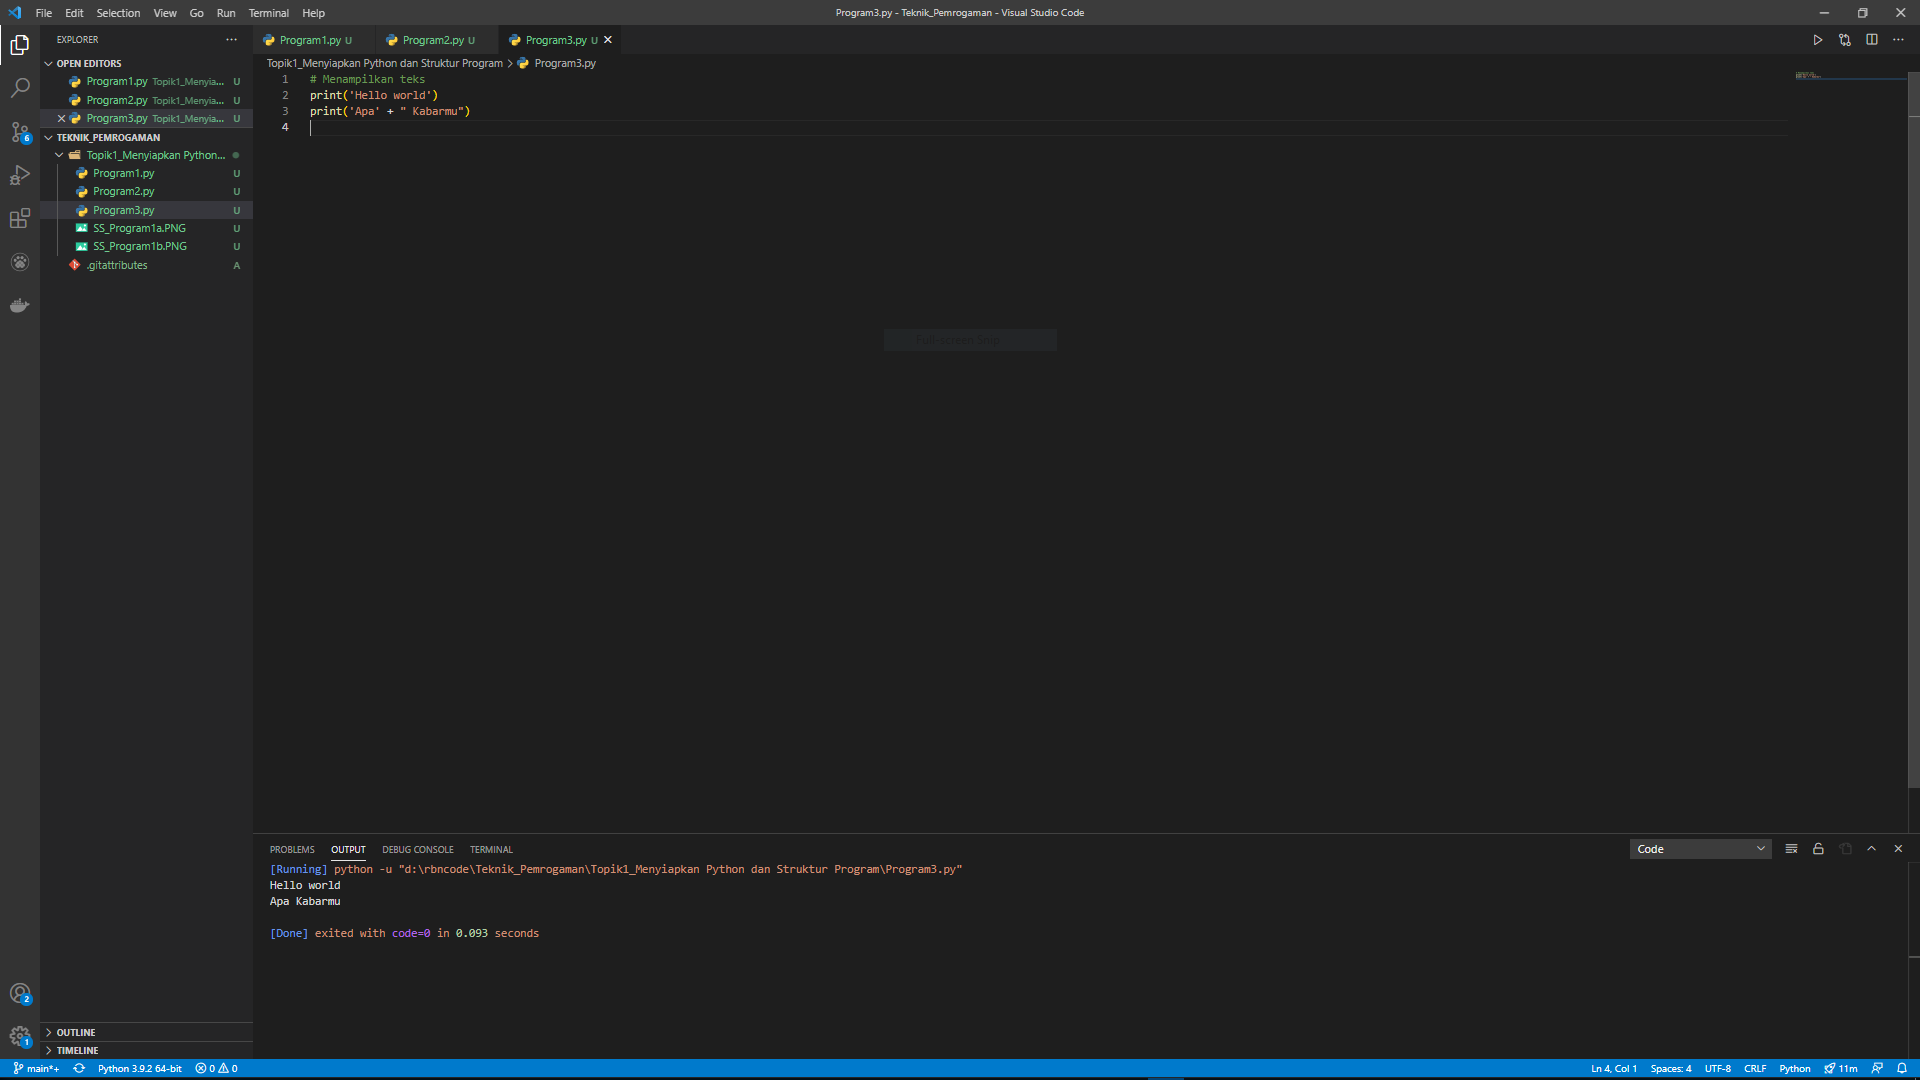 File Edit Selection View Go Run Terminal Help
Program3.py - Teknik_Pemrogaman - Visual Studio Code
EXPLORER
OPEN EDITORS
Program1.py Topik1_Menyia... U
Program2.py Topik1_Menyia... U
Program3.py Topik1_Menyia... U
TEKNIK_PEMROGAMAN
Topik1_Menyiapkan Python...
Program1.py U
Program2.py U
Program3.py U
SS_Program1a.PNG U
SS_Program1b.PNG U
.gitattributes A
6
2
1
OUTLINE
TIMELINE
Program1.py U
Program2.py U
Program3.py U
Topik1_Menyiapkan Python dan Struktur Program > Program3.py
1 # Menampilkan teks
2 print('Hello world')
3 print('Apa' + " Kabarmu")
4
Full-screen Snip
PROBLEMS OUTPUT DEBUG CONSOLE TERMINAL
Code
[Running] python -u "d:\rbncode\Teknik_Pemrogaman\Topik1_Menyiapkan Python dan Struktur Program\Program3.py"
Hello world
Apa Kabarmu
[Done] exited with code=0 in 0.093 seconds
main*+ Python 3.9.2 64-bit 0 0
Ln 4, Col 1 Spaces: 4 UTF-8 CRLF Python 11m